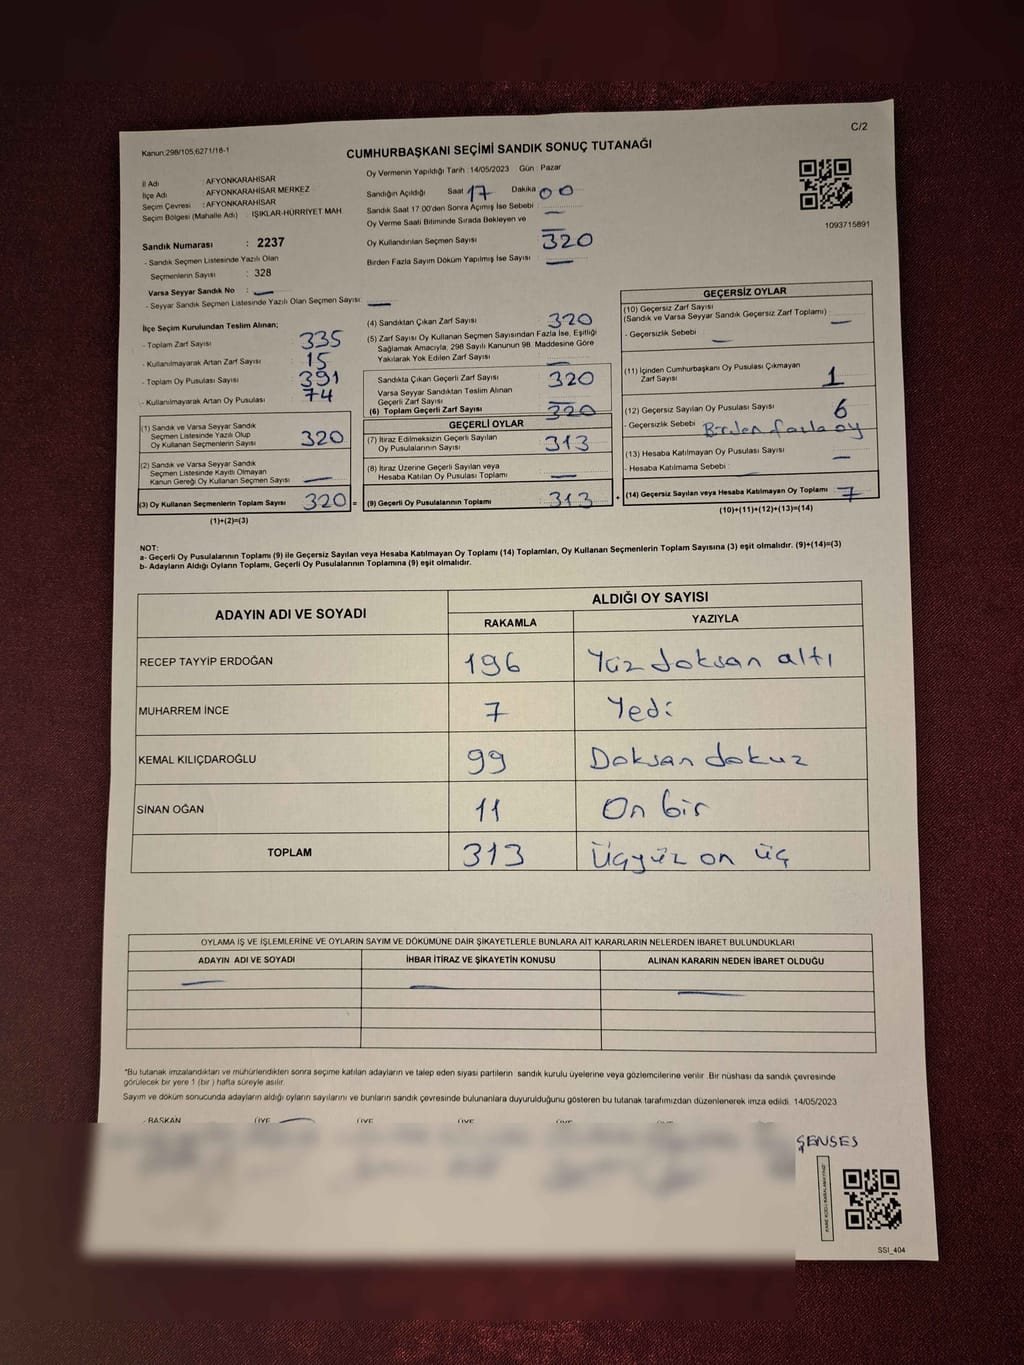 C/2
Kanun:298/105,6271/18-1
CUMHURBAŞKANI SEÇİMİ SANDIK SONUÇ TUTANAĞI
İl Adı : AFYONKARAHİSAR
İlçe Adı : AFYONKARAHİSAR MERKEZ
Seçim Çevresi : AFYONKARAHİSAR
Seçim Bölgesi (Mahalle Adı) : IŞIKLAR-HÜRRİYET MAH
Sandık Numarası : 2237
- Sandık Seçmen Listesinde Yazılı Olan
Seçmenlerin Sayısı : 328
Varsa Seyyar Sandık No : —
- Seyyar Sandık Seçmen Listesinde Yazılı Olan Seçmen Sayısı: —
Oy Vermenin Yapıldığı Tarih :14/05/2023 Gün : Pazar
Sandığın Açıldığı Saat 17 Dakika 00
Sandık Saat 17:00'den Sonra Açımış İse Sebebi : —
Oy Verme Saati Bitiminde Sırada Bekleyen ve —
Oy Kullandırılan Seçmen Sayısı 320
Birden Fazla Sayım Döküm Yapılmış İse Sayısı : —
1093715891
İlçe Seçim Kurulundan Teslim Alınan;
- Toplam Zarf Sayısı 335
- Kullanılmayarak Artan Zarf Sayısı 15
- Toplam Oy Pusulası Sayısı 391
- Kullanılmayarak Artan Oy Pusulası 74
(1) Sandık ve Varsa Seyyar Sandık
Seçmen Listesinde Yazılı Olup
Oy Kullanan Seçmenlerin Sayısı 320
(2) Sandık ve Varsa Seyyar Sandık
Seçmen Listesinde Kayıtlı Olmayan
Kanun Gereği Oy Kullanan Seçmen Sayısı —
(3) Oy Kullanan Seçmenlerin Toplam Sayısı 320 =
(1)+(2)=(3)
(4) Sandıktan Çıkan Zarf Sayısı 320
(5) Zarf Sayısı Oy Kullanan Seçmen Sayısından Fazla İse, Eşitliği
Sağlamak Amacıyla, 298 Sayılı Kanunun 98. Maddesine Göre
Yakılarak Yok Edilen Zarf Sayısı —
Sandıkta Çıkan Geçerli Zarf Sayısı 320
Varsa Seyyar Sandıktan Teslim Alınan
Geçerli Zarf Sayısı —
(6) Toplam Geçerli Zarf Sayısı 320
GEÇERLİ OYLAR
(7) İtiraz Edilmeksizin Geçerli Sayılan
Oy Pusulalarının Sayısı 313
(8) İtiraz Üzerine Geçerli Sayılan veya
Hesaba Katılan Oy Pusulası Toplamı —
(9) Geçerli Oy Pusulalarının Toplamı : 313 +
GEÇERSİZ OYLAR
(10) Geçersiz Zarf Sayısı
(Sandık ve Varsa Seyyar Sandık Geçersiz Zarf Toplamı) —
- Geçersizlik Sebebi : —
(11) İçinden Cumhurbaşkanı Oy Pusulası Çıkmayan
Zarf Sayısı 1
(12) Geçersiz Sayılan Oy Pusulası Sayısı 6
- Geçersizlik Sebebi : Birden fazla oy
(13) Hesaba Katılmayan Oy Pusulası Sayısı —
- Hesaba Katılmama Sebebi :
(14) Geçersiz Sayılan veya Hesaba Katılmayan Oy Toplamı 7
(10)+(11)+(12)+(13)=(14)
NOT:
a- Geçerli Oy Pusulalarının Toplamı (9) ile Geçersiz Sayılan veya Hesaba Katılmayan Oy Toplamı (14) Toplamları, Oy Kullanan Seçmenlerin Toplam Sayısına (3) eşit olmalıdır. (9)+(14)=(3)
b- Adayların Aldığı Oyların Toplamı, Geçerli Oy Pusulalarının Toplamına (9) eşit olmalıdır.
ADAYIN ADI VE SOYADI ALDIĞI OY SAYISI
RAKAMLA YAZIYLA
RECEP TAYYİP ERDOĞAN 196 Yüz doksan altı
MUHARREM İNCE 7 Yedi
KEMAL KILIÇDAROĞLU 99 Doksan dokuz
SİNAN OĞAN 11 On bir
TOPLAM 313 Üçyüz on üç
OYLAMA İŞ VE İŞLEMLERİNE VE OYLARIN SAYIM VE DÖKÜMÜNE DAİR ŞİKAYETLERLE BUNLARA AİT KARARLARIN NELERDEN İBARET BULUNDUKLARI
ADAYIN ADI VE SOYADI İHBAR İTİRAZ VE ŞİKAYETİN KONUSU ALINAN KARARIN NEDEN İBARET OLDUĞU
— — —
*Bu tutanak imzalandıktan ve mühürlendikten sonra seçime katılan adayların ve talep eden siyasi partilerin sandık kurulu üyelerine veya gözlemcilerine verilir. Bir nüshası da sandık çevresinde
görülecek bir yere 1 (bir ) hafta süreyle asılır.
Sayım ve döküm sonucunda adayların aldığı oyların sayılarını ve bunların sandık çevresinde bulunanlara duyurulduğunu gösteren bu tutanak tarafımızdan düzenlenerek imza edildi. 14/05/2023
BAŞKAN ÜYE ÜYE ÜYE ÜYE ÜYE
ŞENSES
SSI_404